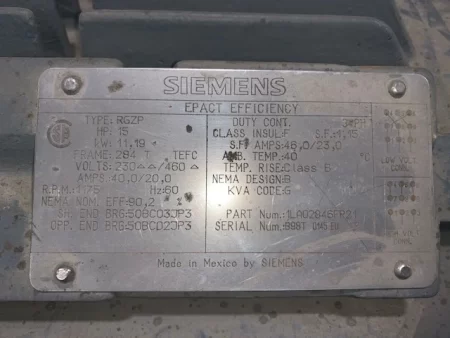 SIEMENS
EPACT EFFICIENCY
TYPE: RGZP
HP. 15
KW: 11,19
FRAME: 284 T TEFC
VOLTS: 230 /460
AMPS: 40,0/20,0
R.P.M. Hz: 60
NEMA NOM. EFF: 90,2
SH. END BRG: 50BC03JP3
OPP. END BRG: 50BC02JP3
DUTY CONT. 3 PH
CLASS INSUL: F S.F: 1,15
S.F. AMPS: 46,0/23,0
AMB. TEMP: 40 °C
TEMP. RISE: Class B
NEMA DESIGN: B
KVA CODE: G
PART Num.:
SERIAL Num.:
Made in Mexico by SIEMENS